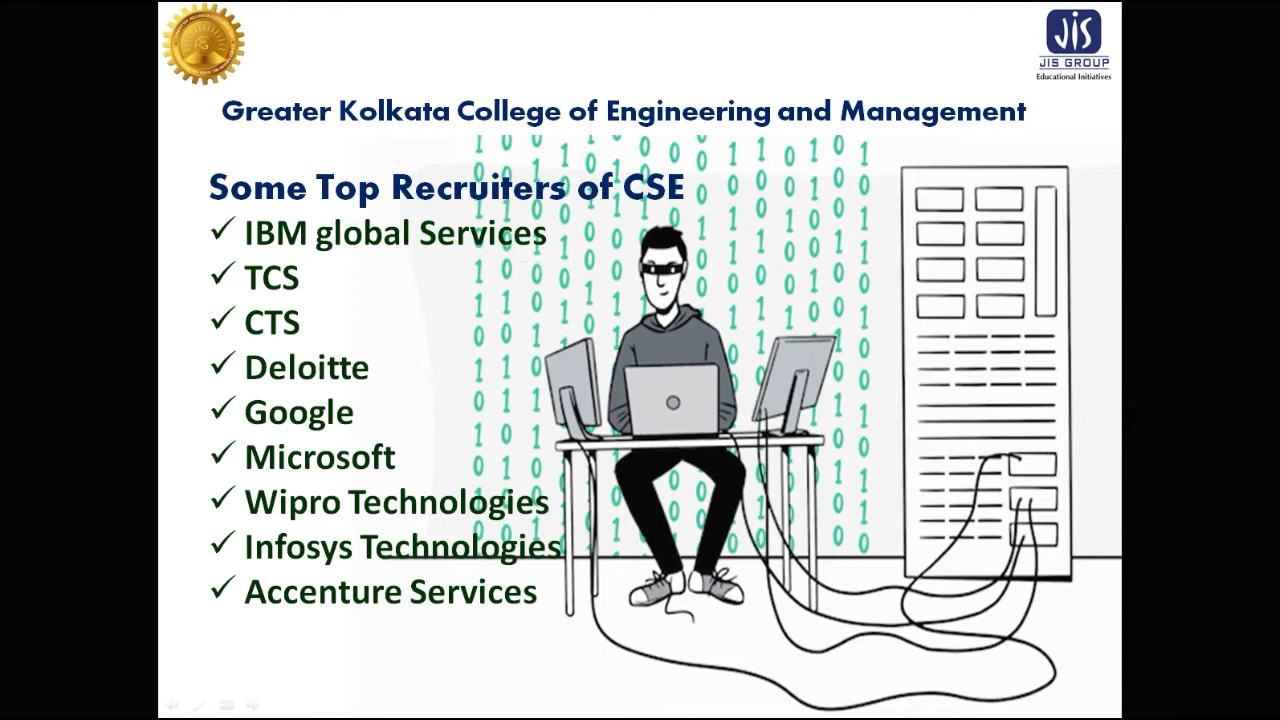 JIS
JIS GROUP
Educational Initiatives
Greater Kolkata College of Engineering and Management
Some Top Recruiters of CSE
✓ IBM global Services
✓ TCS
✓ CTS
✓ Deloitte
✓ Google
✓ Microsoft
✓ Wipro Technologies
✓ Infosys Technologies
✓ Accenture Services